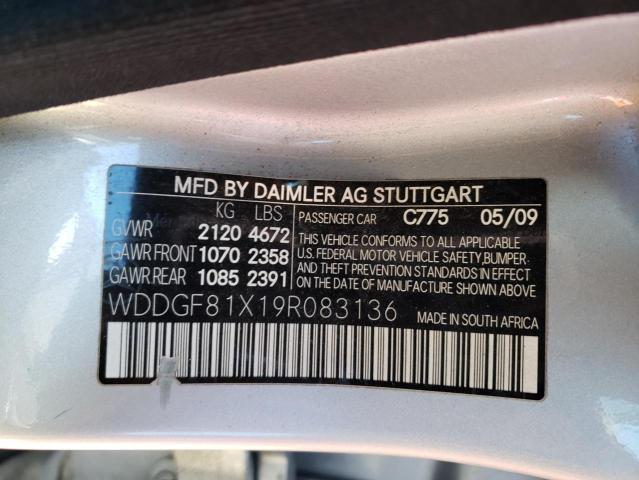 MFD BY DAIMLER AG STUTTGART
KG LBS
GVWR 2120 4672
GAWR FRONT 1070 2358
GAWR REAR 1085 2391
PASSENGER CAR C775 05/09
THIS VEHICLE CONFORMS TO ALL APPLICABLE
U.S. FEDERAL MOTOR VEHICLE SAFETY, BUMPER,
AND THEFT PREVENTION STANDARDS IN EFFECT
ON THE DATE OF MANUFACTURE SHOWN ABOVE
WDDGF81X19R083136 MADE IN SOUTH AFRICA